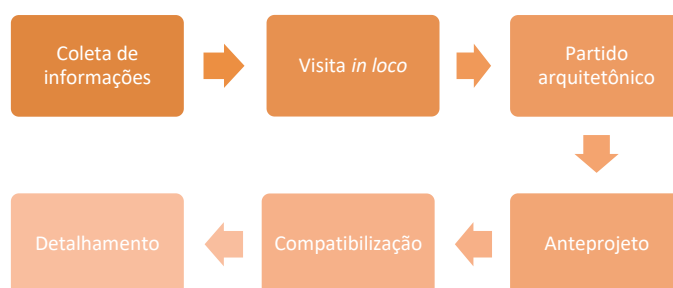 Coleta de
informações
Visita in loco
Partido
arquitetônico
Anteprojeto
Compatibilização
Detalhamento